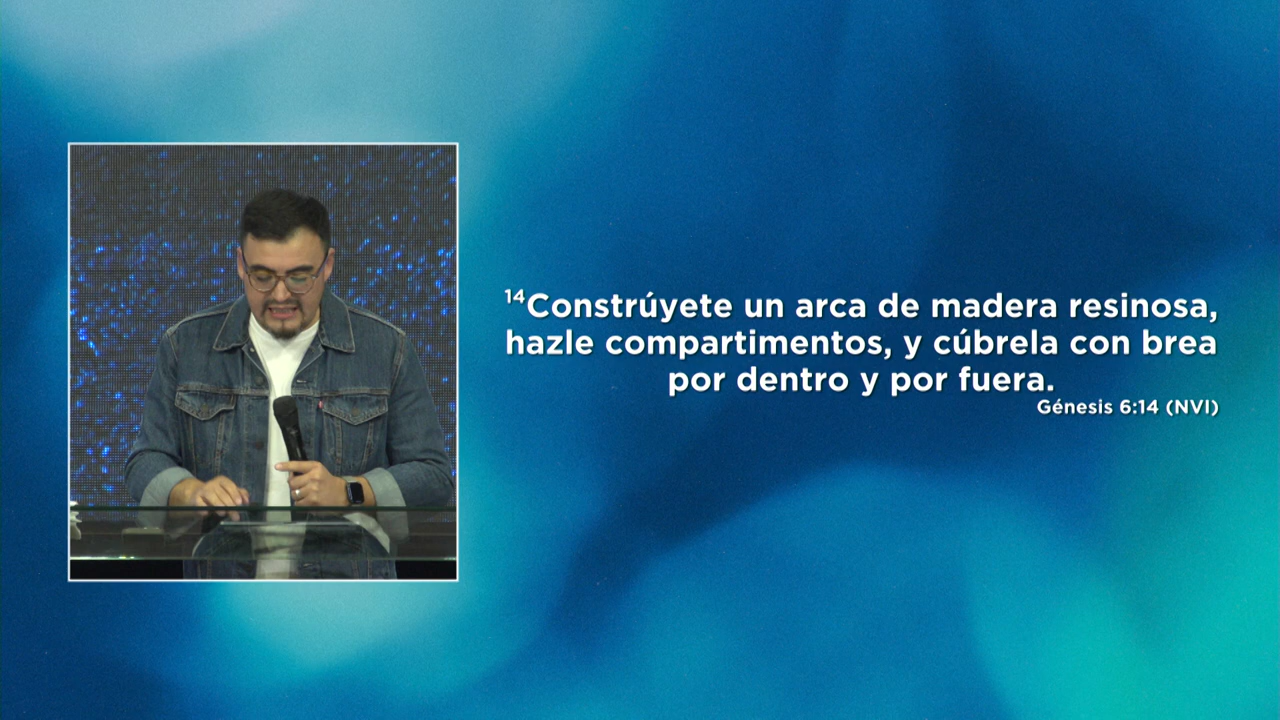 ¹⁴Constrúyete un arca de madera resinosa,
hazle compartimentos, y cúbrela con brea
por dentro y por fuera.
Génesis 6:14 (NVI)